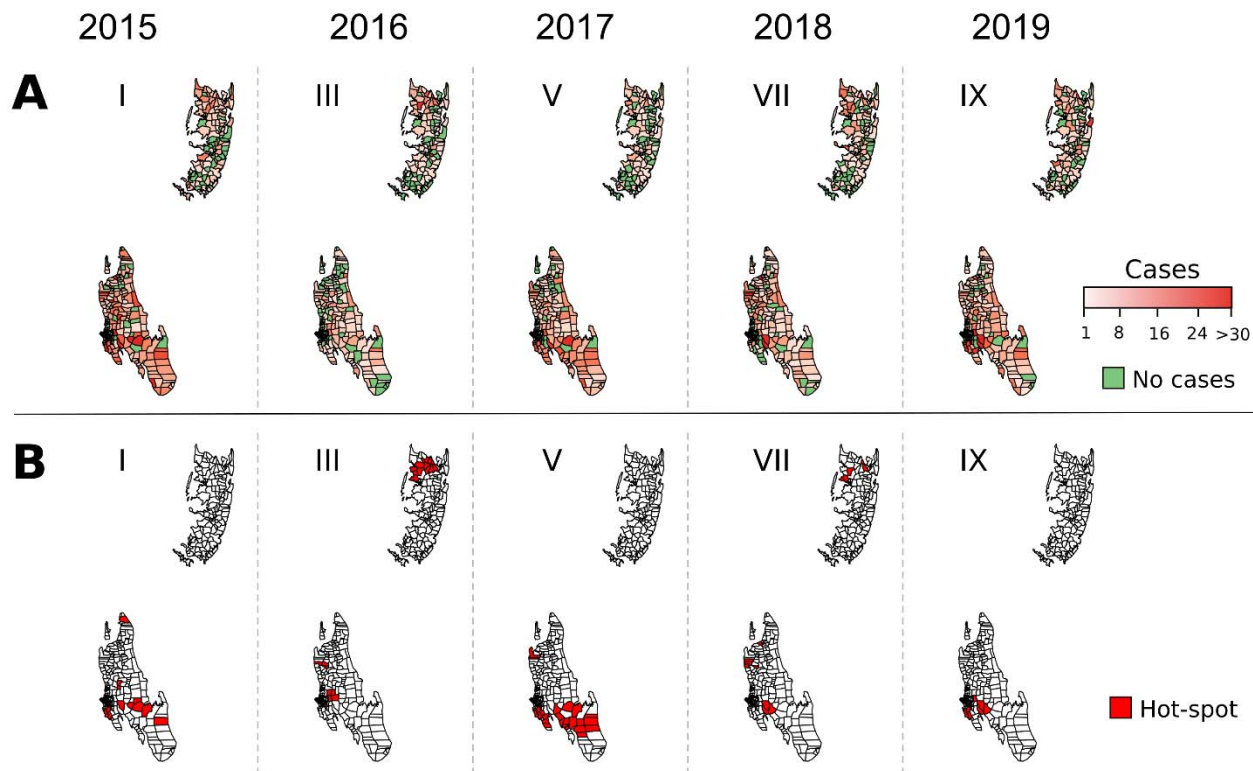 2015 2016 2017 2018 2019
A I III V VII IX
Cases
1 8 16 24 >30
No cases
B I III V VII IX
Hot-spot